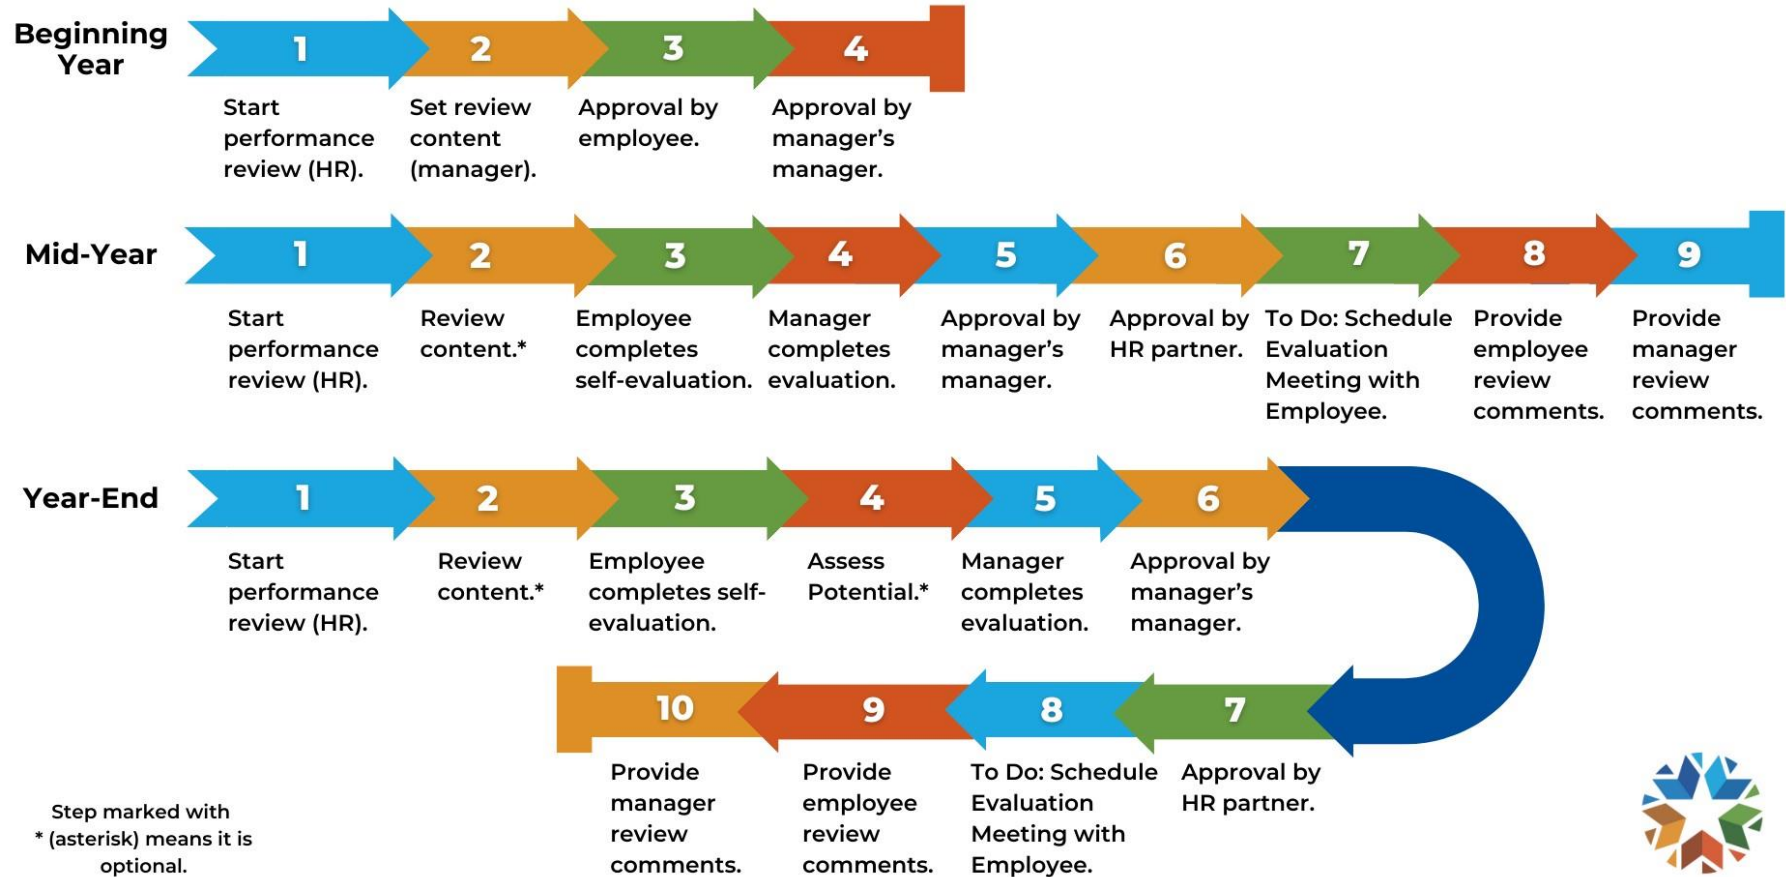 Beginning
Year
1
2
3
4
Start
performance
review (HR).
Set review
content
(manager).
Approval by
employee.
Approval by
manager’s
manager.
Mid-Year
1
2
3
4
5
6
7
8
9
Start
performance
review (HR).
Review
content.*
Employee
completes
self-evaluation.
Manager
completes
evaluation.
Approval by
manager’s
manager.
Approval by
HR partner.
To Do: Schedule
Evaluation
Meeting with
Employee.
Provide
employee
review
comments.
Provide
manager
review
comments.
Year-End
1
2
3
4
5
6
Start
performance
review (HR).
Review
content.*
Employee
completes self-
evaluation.
Assess
Potential.*
Manager
completes
evaluation.
Approval by
manager’s
manager.
7
8
9
10
Approval by
HR partner.
To Do: Schedule
Evaluation
Meeting with
Employee.
Provide
employee
review
comments.
Provide
manager
review
comments.
Step marked with
* (asterisk) means it is
optional.